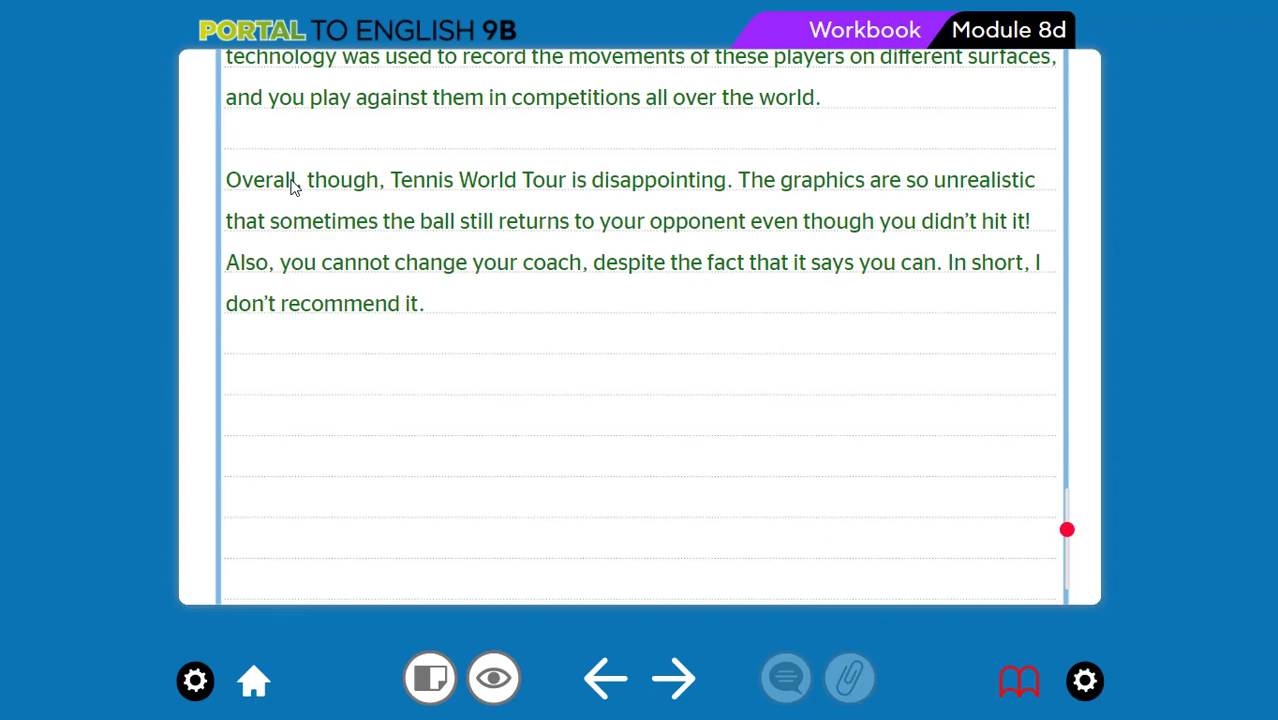 PORTAL TO ENGLISH 9B
Workbook
Module 8d
technology was used to record the movements of these players on different surfaces,
and you play against them in competitions all over the world.
Overall, though, Tennis World Tour is disappointing. The graphics are so unrealistic
that sometimes the ball still returns to your opponent even though you didn't hit it!
Also, you cannot change your coach, despite the fact that it says you can. In short, I
don't recommend it.